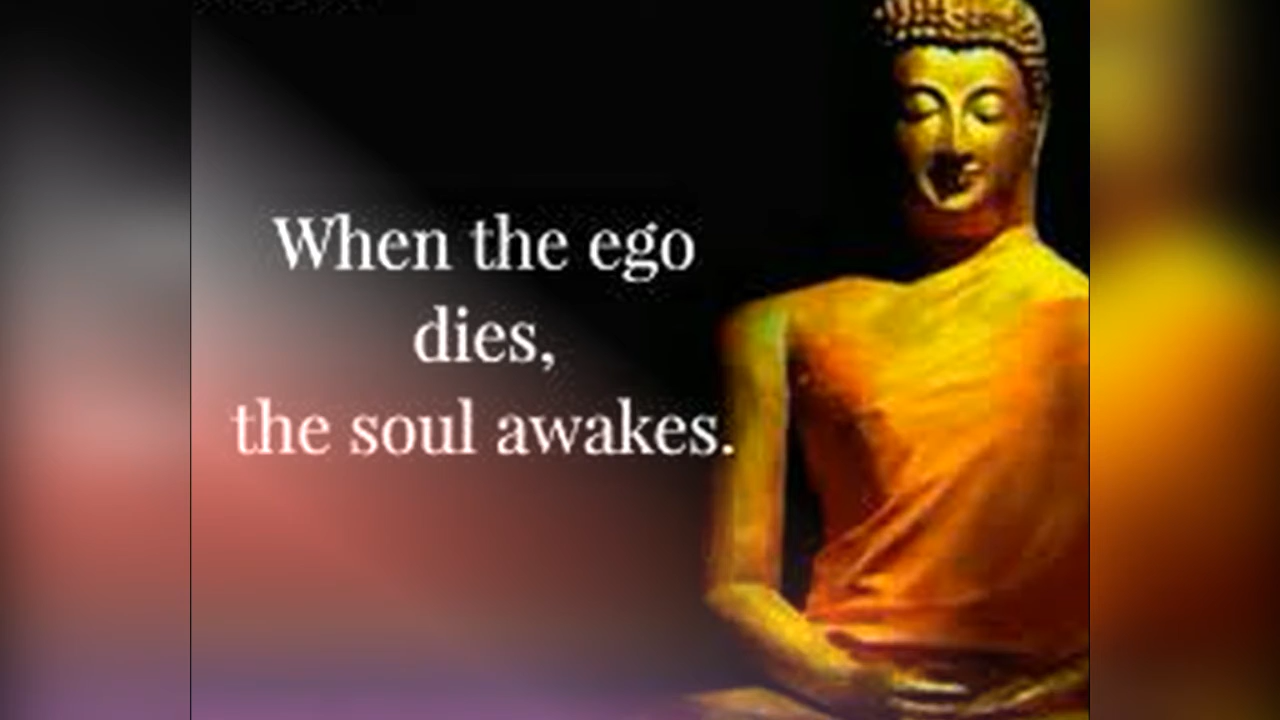 When the ego
dies,
the soul awakes.